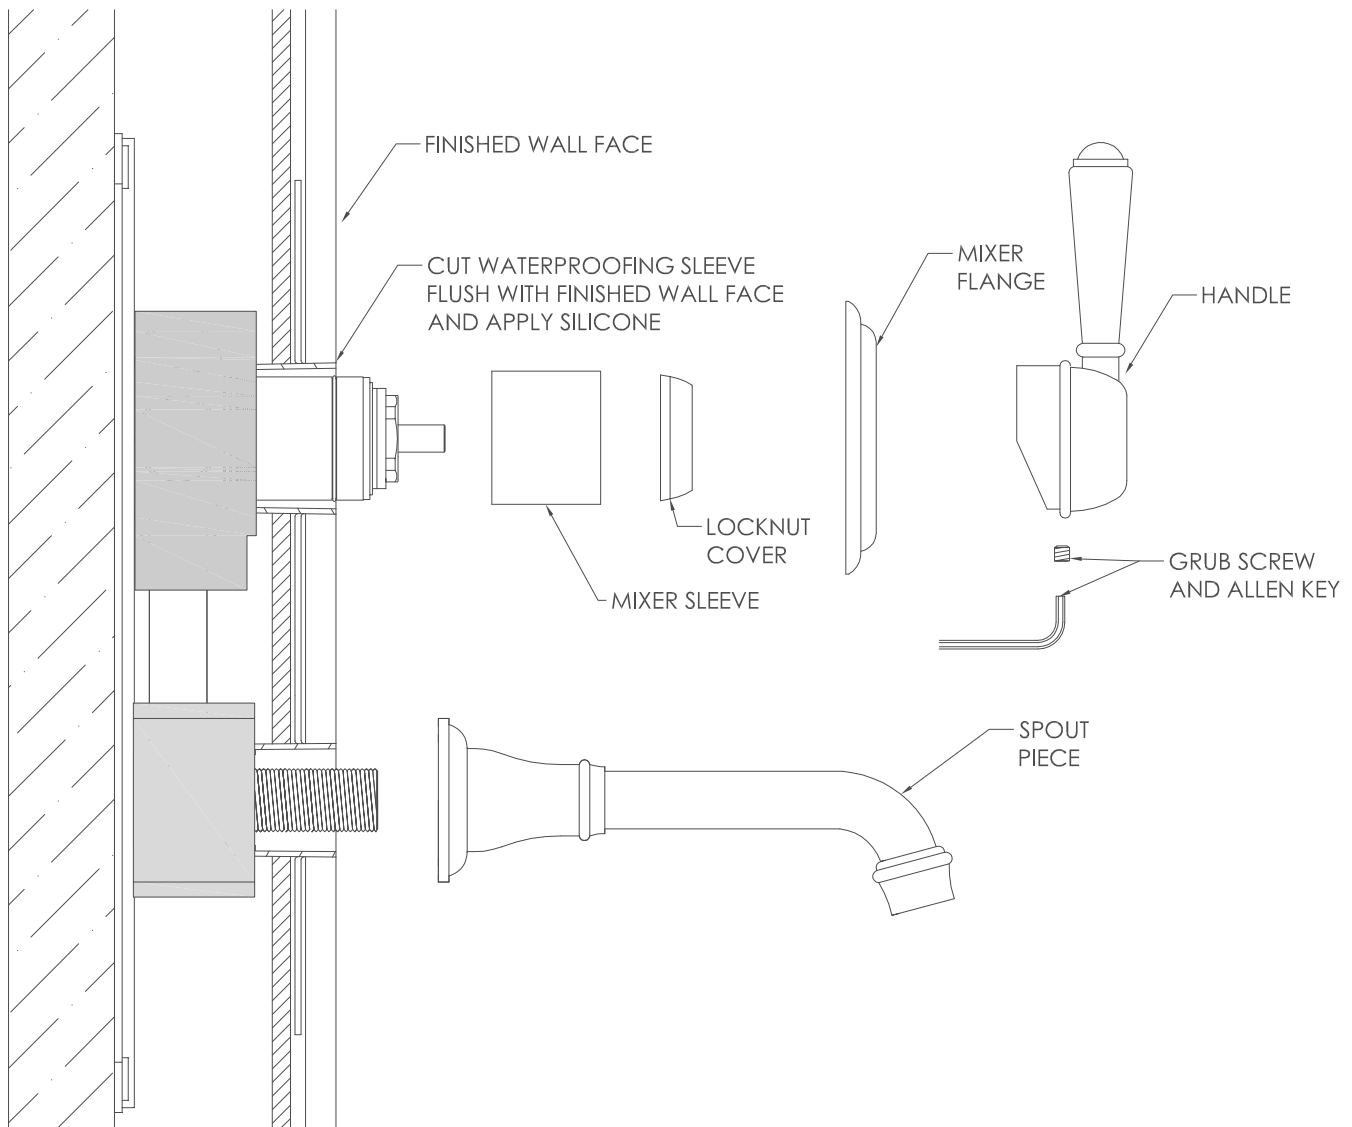 FINISHED WALL FACE
CUT WATERPROOFING SLEEVE
FLUSH WITH FINISHED WALL FACE
AND APPLY SILICONE
MIXER
FLANGE
HANDLE
LOCKNUT
COVER
MIXER SLEEVE
GRUB SCREW
AND ALLEN KEY
SPOUT
PIECE